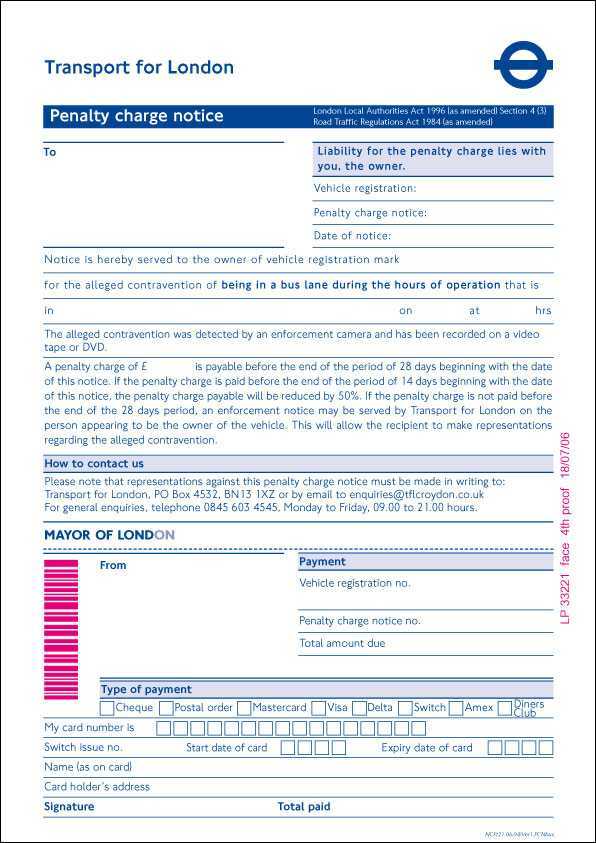 Transport for London
Penalty charge notice
London Local Authorities Act 1996 (as amended) Section 4 (3)
Road Traffic Regulations Act 1984 (as amended)
To
Liability for the penalty charge lies with
you, the owner.
Vehicle registration:
Penalty charge notice:
Date of notice:
Notice is hereby served to the owner of vehicle registration mark
for the alleged contravention of being in a bus lane during the hours of operation that is
in on at hrs
The alleged contravention was detected by an enforcement camera and has been recorded on a video
tape or DVD.
A penalty charge of £ is payable before the end of the period of 28 days beginning with the date
of this notice. If the penalty charge is paid before the end of the period of 14 days beginning with the date
of this notice, the penalty charge payable will be reduced by 50%. If the penalty charge is not paid before
the end of the 28 days period, an enforcement notice may be served by Transport for London on the
person appearing to be the owner of the vehicle. This will allow the recipient to make representations
regarding the alleged contravention.
How to contact us
Please note that representations against this penalty charge notice must be made in writing to:
Transport for London, PO Box 4532, BN13 1XZ or by email to enquiries@tflcroydon.co.uk
For general enquiries, telephone 0845 603 4545, Monday to Friday, 09.00 to 21.00 hours.
MAYOR OF LONDON
From
Payment
Vehicle registration no.
Penalty charge notice no.
Total amount due
Type of payment
Cheque Postal order Mastercard Visa Delta Switch Amex Diners Club
My card number is
Switch issue no. Start date of card Expiry date of card
Name (as on card)
Card holder's address
Signature Total paid
LP 33221 face 4th proof 18/07/06